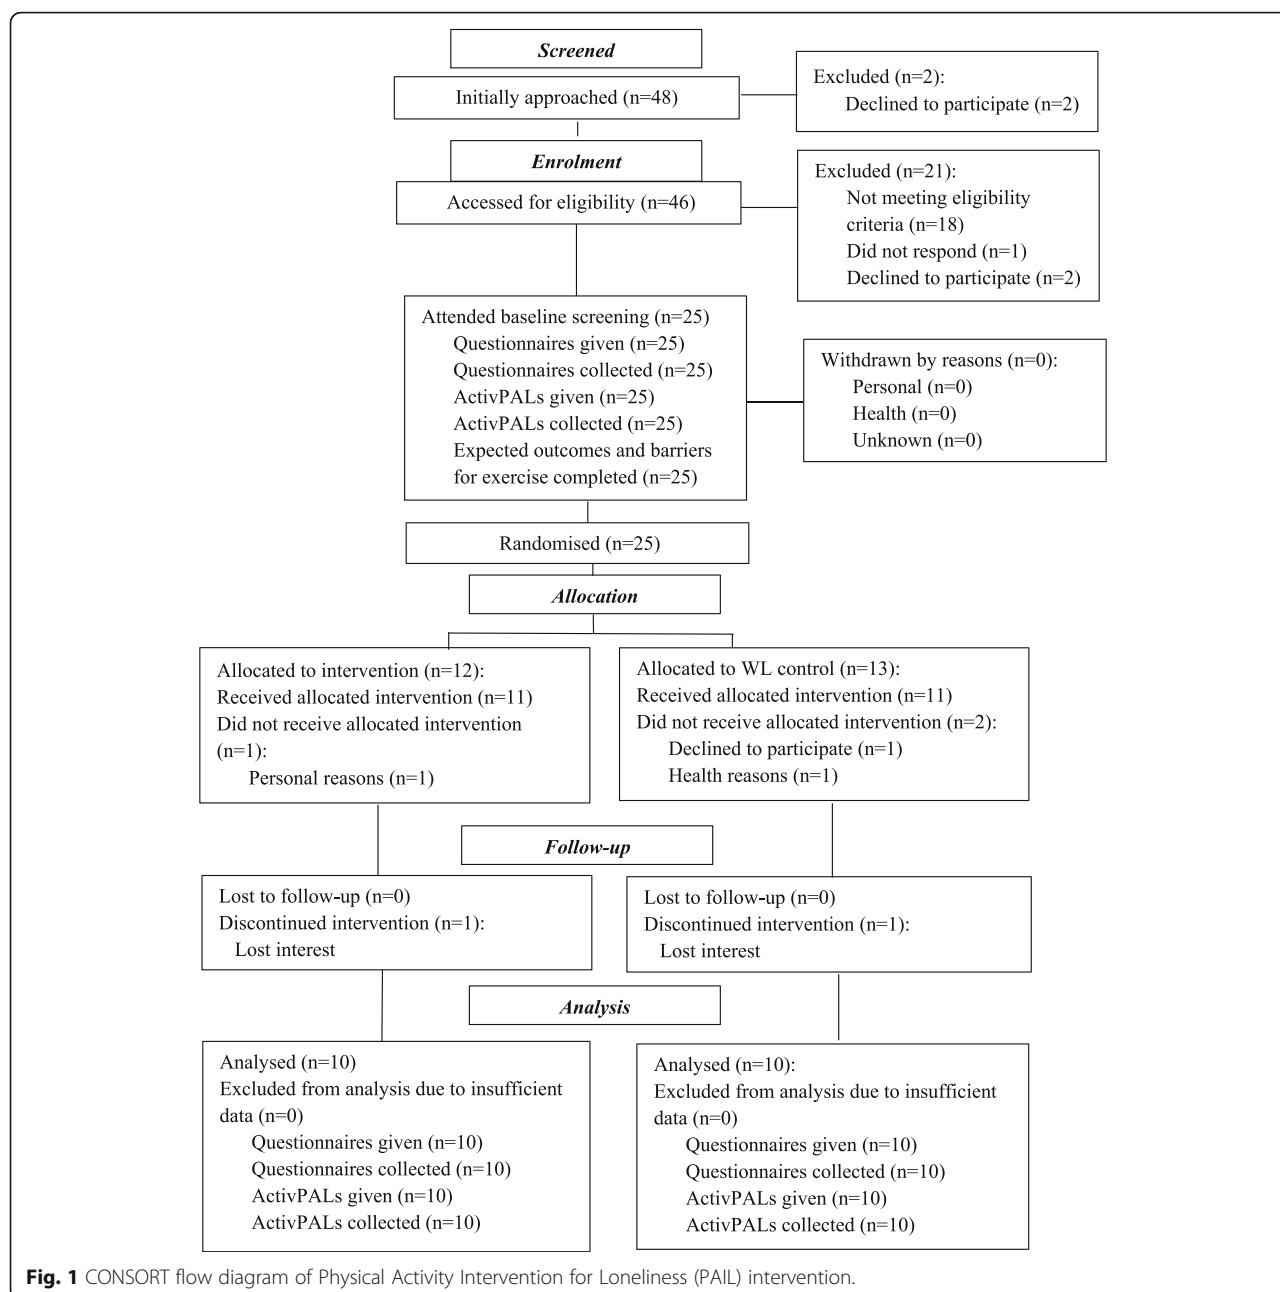 Screened
Initially approached (n=48)
Excluded (n=2):
Declined to participate (n=2)
Enrolment
Accessed for eligibility (n=46)
Excluded (n=21):
Not meeting eligibility
criteria (n=18)
Did not respond (n=1)
Declined to participate (n=2)
Attended baseline screening (n=25)
Questionnaires given (n=25)
Questionnaires collected (n=25)
ActivPALs given (n=25)
ActivPALs collected (n=25)
Expected outcomes and barriers
for exercise completed (n=25)
Withdrawn by reasons (n=0):
Personal (n=0)
Health (n=0)
Unknown (n=0)
Randomised (n=25)
Allocation
Allocated to intervention (n=12):
Received allocated intervention (n=11)
Did not receive allocated intervention
(n=1):
Personal reasons (n=1)
Allocated to WL control (n=13):
Received allocated intervention (n=11)
Did not receive allocated intervention (n=2):
Declined to participate (n=1)
Health reasons (n=1)
Follow-up
Lost to follow-up (n=0)
Discontinued intervention (n=1):
Lost interest
Lost to follow-up (n=0)
Discontinued intervention (n=1):
Lost interest
Analysis
Analysed (n=10)
Excluded from analysis due to insufficient
data (n=0)
Questionnaires given (n=10)
Questionnaires collected (n=10)
ActivPALs given (n=10)
ActivPALs collected (n=10)
Analysed (n=10):
Excluded from analysis due to insufficient
data (n=0)
Questionnaires given (n=10)
Questionnaires collected (n=10)
ActivPALs given (n=10)
ActivPALs collected (n=10)
Fig. 1 CONSORT flow diagram of Physical Activity Intervention for Loneliness (PAIL) intervention.